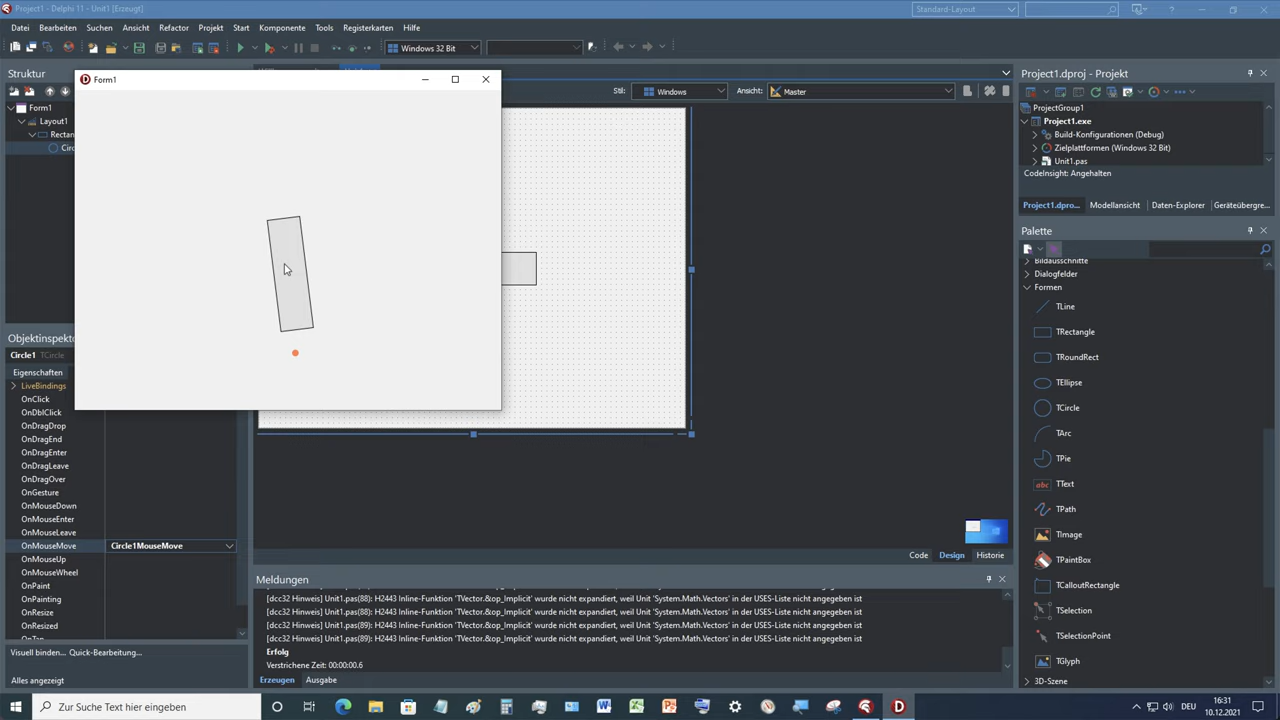 Project1 - Delphi 11 - Unit1 [Erzeugt]
Standard-Layout
Datei Bearbeiten Suchen Ansicht Refactor Projekt Start Komponente Tools Registerkarten Hilfe
Windows 32 Bit
Struktur
Form1
Layout1
Rectan
Circ
Form1
Stil: Windows Ansicht: Master
Objektinspekt
Circle1 TCircle
Eigenschaften
LiveBindings
OnClick
OnDblClick
OnDragDrop
OnDragEnd
OnDragEnter
OnDragLeave
OnDragOver
OnGesture
OnMouseDown
OnMouseEnter
OnMouseLeave
OnMouseMove Circle1MouseMove
OnMouseUp
OnMouseWheel
OnPaint
OnPainting
OnResize
OnResized
OnTap
Visuell binden... Quick-Bearbeitung...
Alles angezeigt
Code Design Historie
Meldungen
[dcc32 Hinweis] Unit1.pas(88): H2443 Inline-Funktion 'TVector.&op_Implicit' wurde nicht expandiert, weil Unit 'System.Math.Vectors' in der USES-Liste nicht angegeben ist
[dcc32 Hinweis] Unit1.pas(88): H2443 Inline-Funktion 'TVector.&op_Implicit' wurde nicht expandiert, weil Unit 'System.Math.Vectors' in der USES-Liste nicht angegeben ist
[dcc32 Hinweis] Unit1.pas(89): H2443 Inline-Funktion 'TVector.&op_Implicit' wurde nicht expandiert, weil Unit 'System.Math.Vectors' in der USES-Liste nicht angegeben ist
[dcc32 Hinweis] Unit1.pas(89): H2443 Inline-Funktion 'TVector.&op_Implicit' wurde nicht expandiert, weil Unit 'System.Math.Vectors' in der USES-Liste nicht angegeben ist
Erfolg
Verstrichene Zeit: 00:00:00.6
Erzeugen Ausgabe
Project1.dproj - Projekt
ProjectGroup1
Project1.exe
Build-Konfigurationen (Debug)
Zielplattformen (Windows 32 Bit)
Unit1.pas
CodeInsight: Angehalten
Project1.dpro... Modellansicht Daten-Explorer Geräteübergre...
Palette
Bildausschnitte
Dialogfelder
Formen
TLine
TRectangle
TRoundRect
TEllipse
TCircle
TArc
TPie
abc TText
TPath
TImage
TPaintBox
TCalloutRectangle
TSelection
TSelectionPoint
TGlyph
3D-Szene
Zur Suche Text hier eingeben
DEU
16:31
10.12.2021